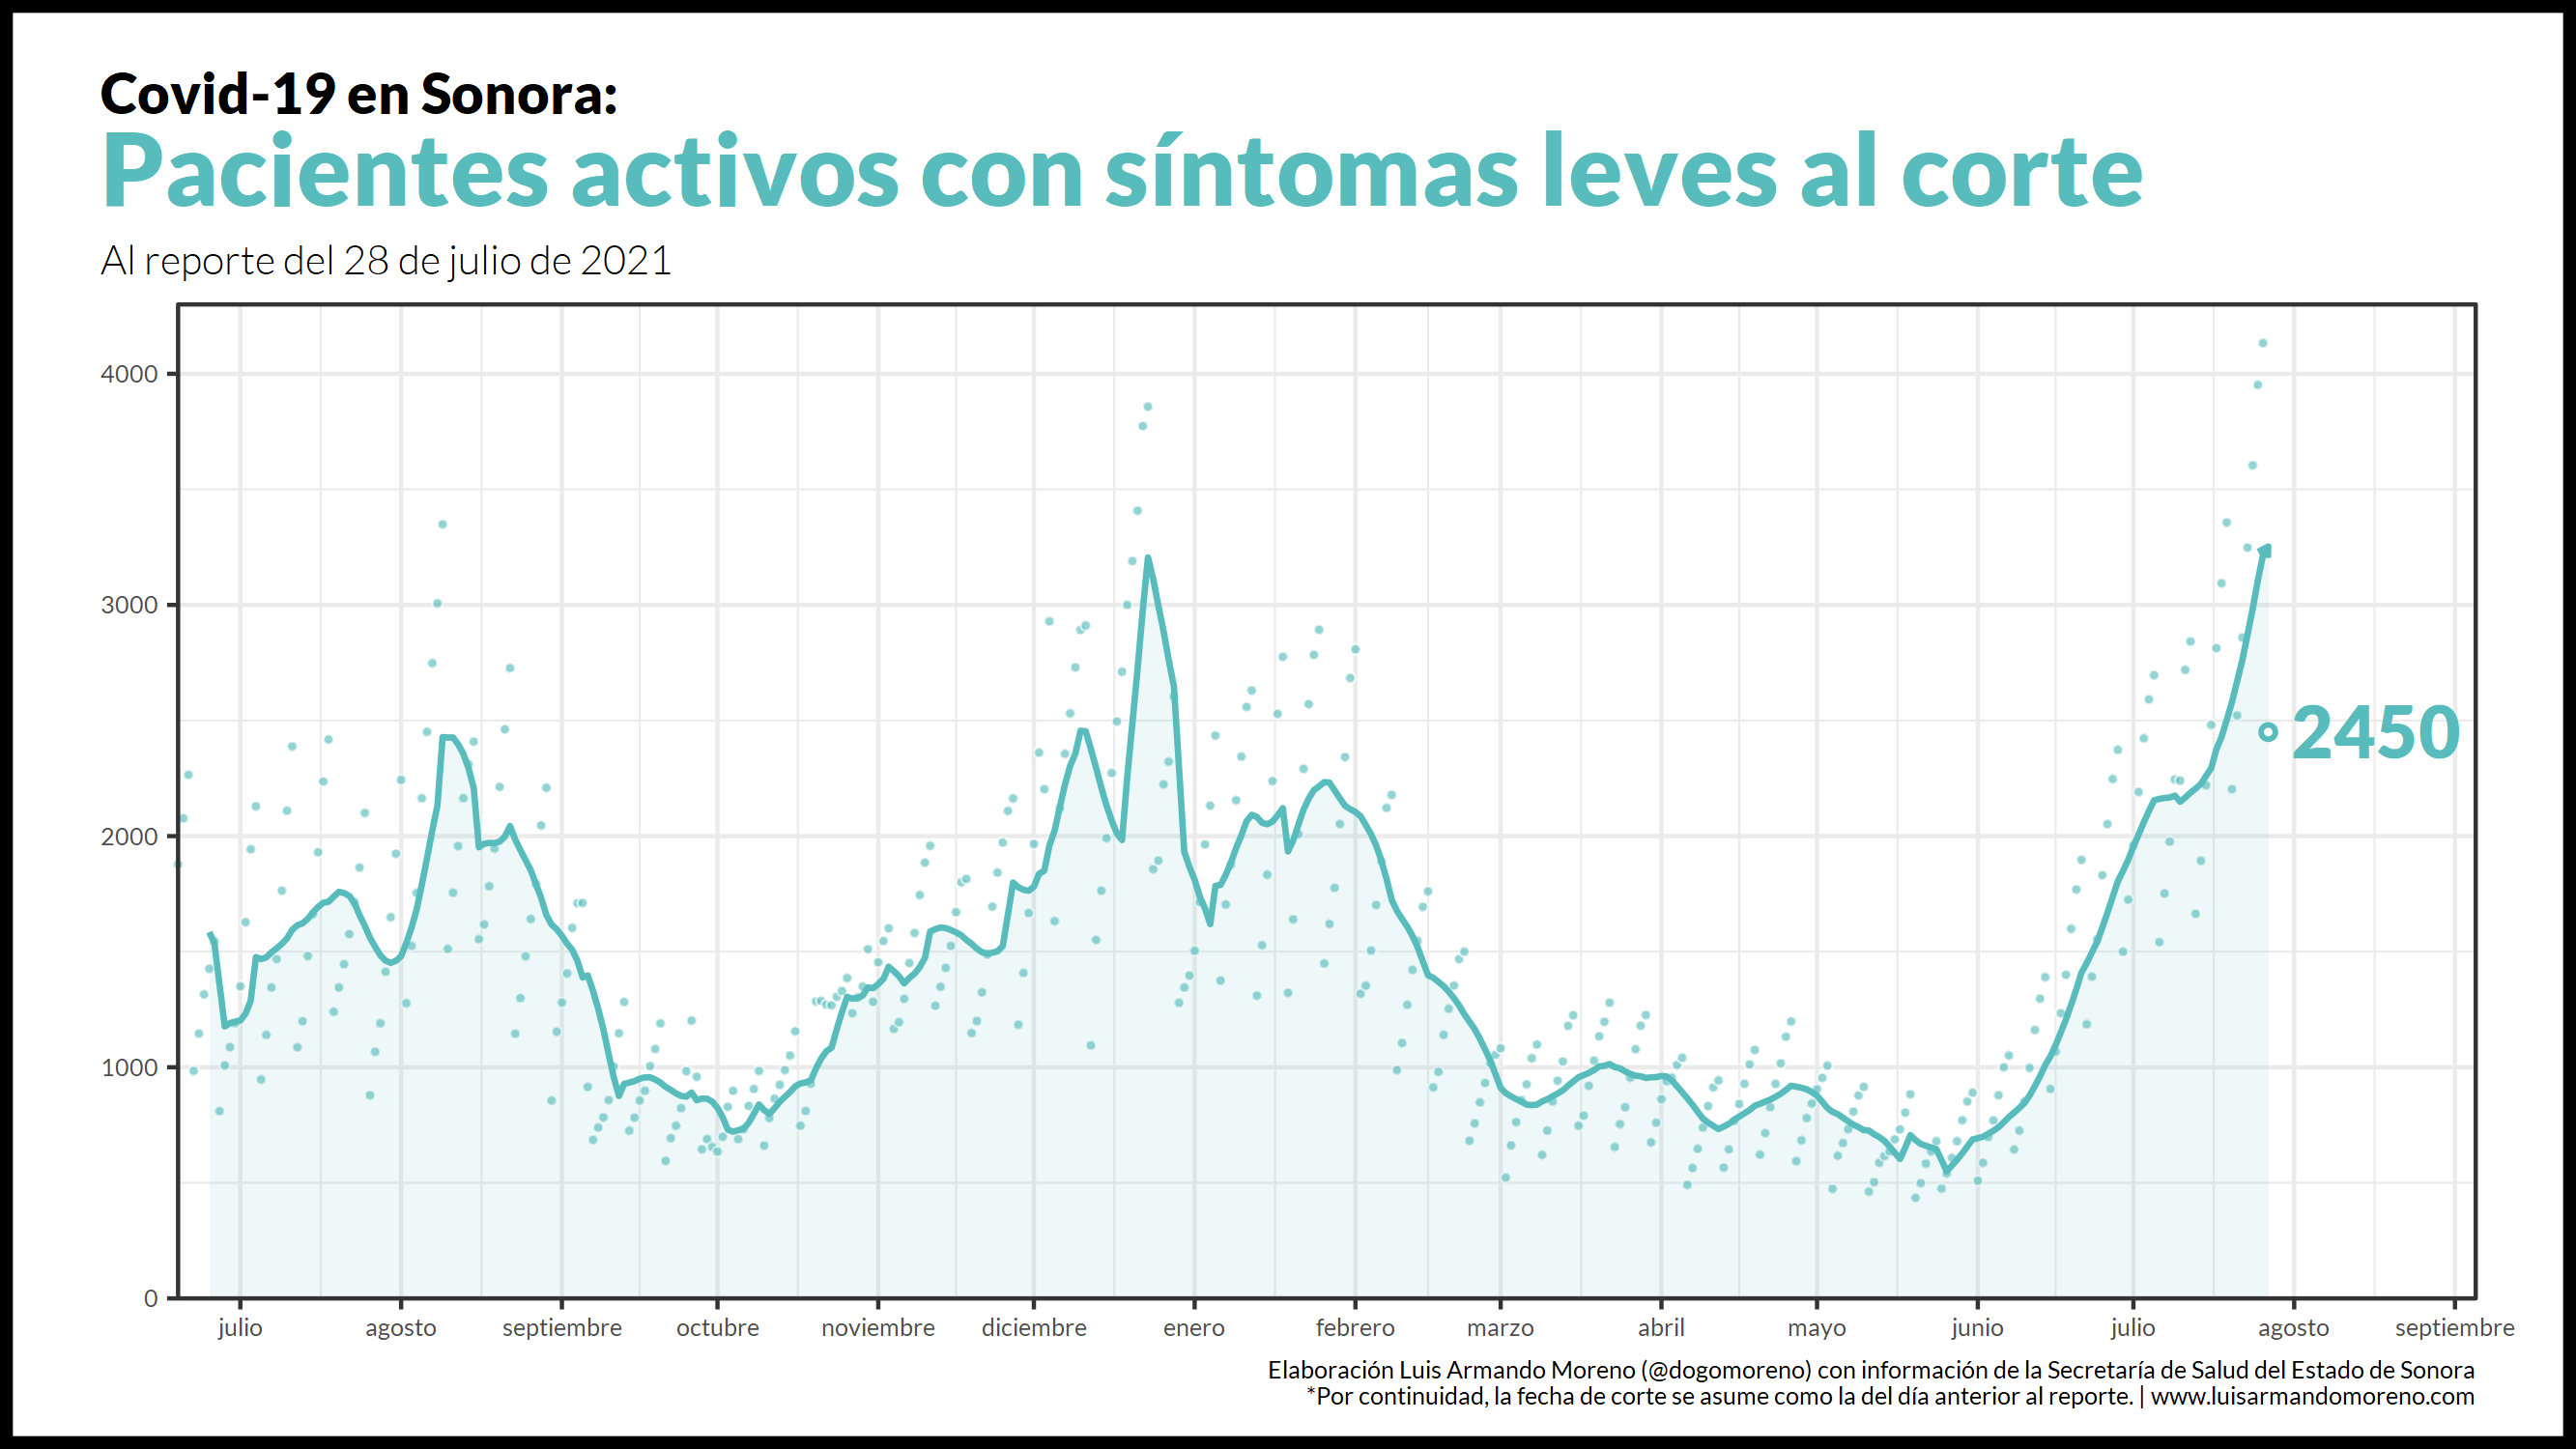 Covid-19 en Sonora:
Pacientes activos con síntomas leves al corte
Al reporte del 28 de julio de 2021
4000
3000
2000
1000
0
2450
julio agosto septiembre octubre noviembre diciembre enero febrero marzo abril mayo junio julio agosto septiembre
Elaboración Luis Armando Moreno (@dogomoreno) con información de la Secretaría de Salud del Estado de Sonora
*Por continuidad, la fecha de corte se asume como la del día anterior al reporte. | www.luisarmandomoreno.com